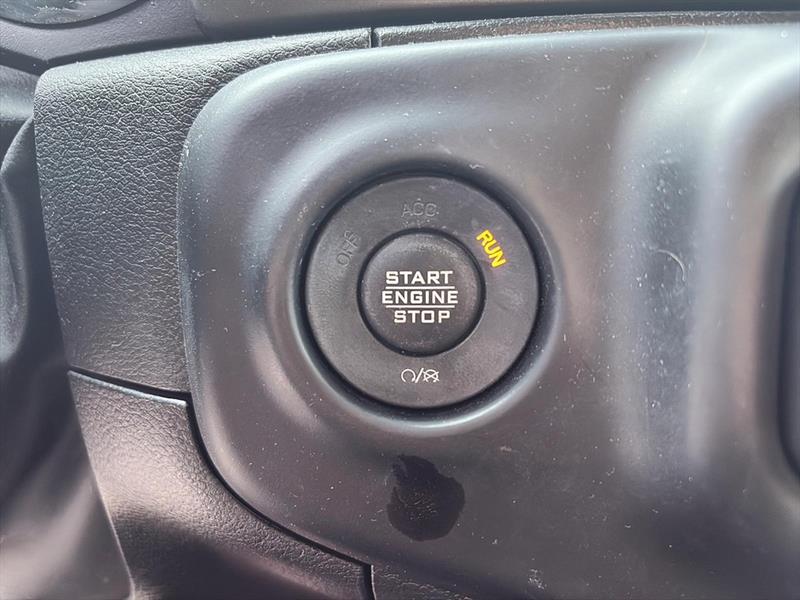 OFF
ACC
RUN
START
ENGINE
STOP